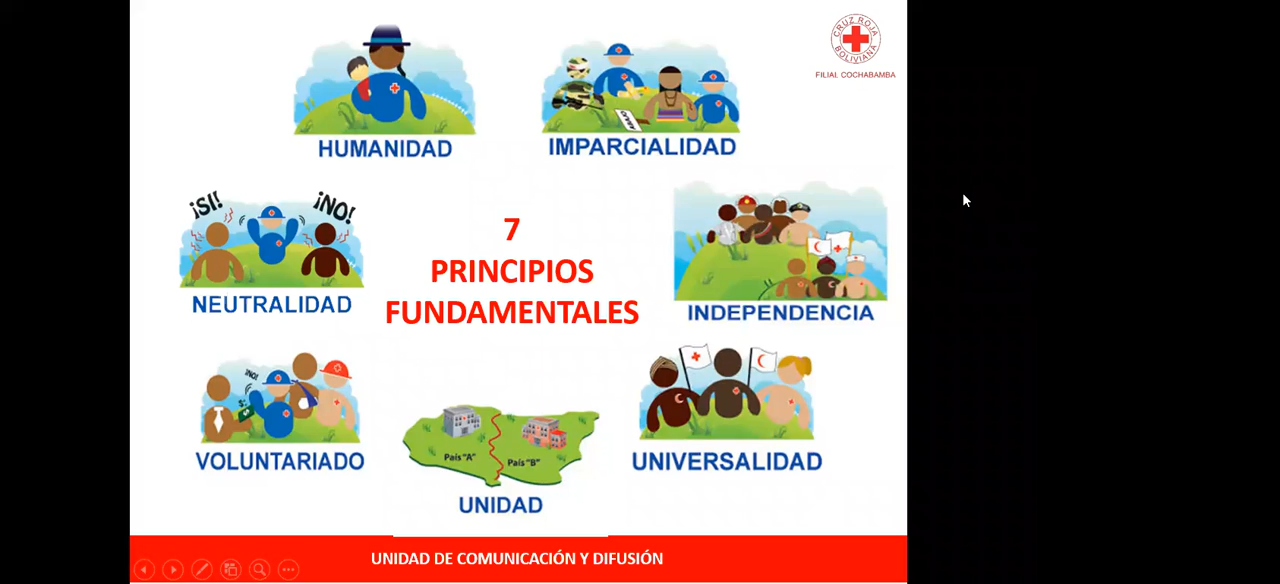 CRUZ ROJA
BOLIVIANA
FILIAL COCHABAMBA
HUMANIDAD
IMPARCIALIDAD
¡SI!
¡NO!
NEUTRALIDAD
7
PRINCIPIOS
FUNDAMENTALES
INDEPENDENCIA
¡NO!
$
VOLUNTARIADO
País "A"
País "B"
UNIDAD
UNIVERSALIDAD
UNIDAD DE COMUNICACIÓN Y DIFUSIÓN